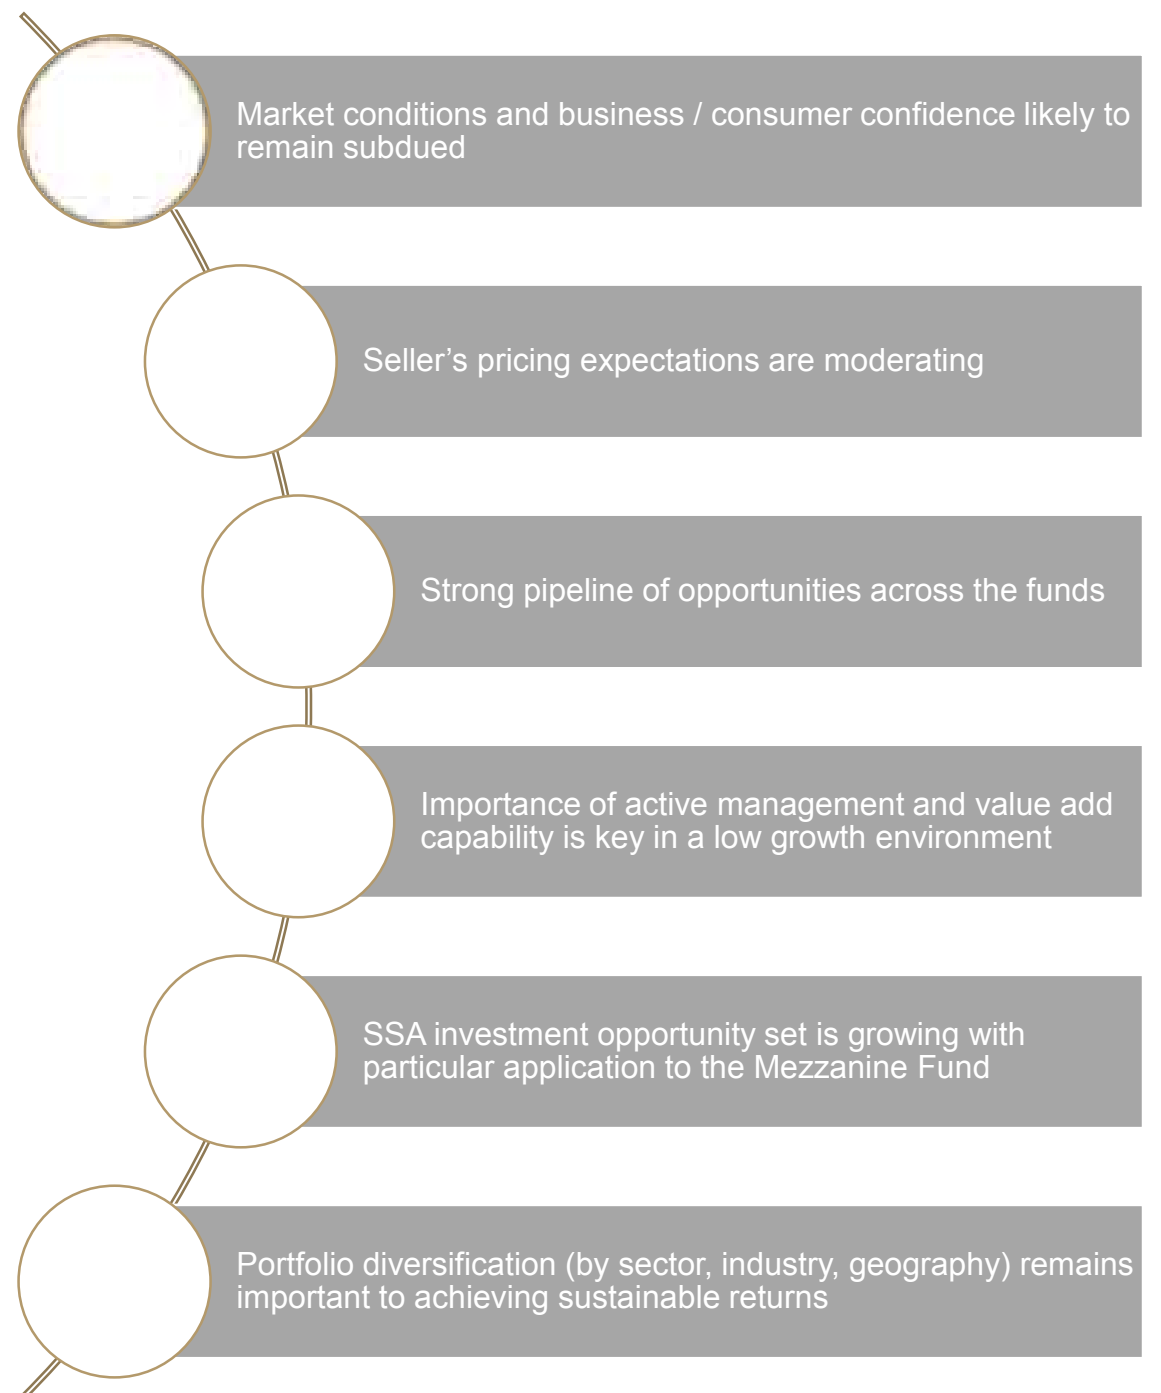 Market conditions and business / consumer confidence likely to
remain subdued
Seller’s pricing expectations are moderating
Strong pipeline of opportunities across the funds
Importance of active management and value add
capability is key in a low growth environment
SSA investment opportunity set is growing with
particular application to the Mezzanine Fund
Portfolio diversification (by sector, industry, geography) remains
important to achieving sustainable returns